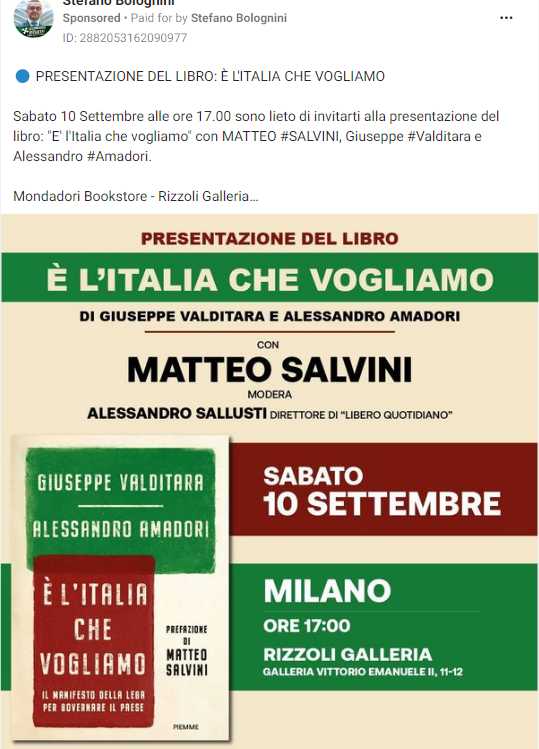 Stefano Bolognini
Sponsored • Paid for by Stefano Bolognini
ID: 2882053162090977
PRESENTAZIONE DEL LIBRO: È L'ITALIA CHE VOGLIAMO
Sabato 10 Settembre alle ore 17.00 sono lieto di invitarti alla presentazione del
libro: "E' l'Italia che vogliamo" con MATTEO #SALVINI, Giuseppe #Valditara e
Alessandro #Amadori.
Mondadori Bookstore - Rizzoli Galleria…
PRESENTAZIONE DEL LIBRO
È L'ITALIA CHE VOGLIAMO
DI GIUSEPPE VALDITARA E ALESSANDRO AMADORI
CON
MATTEO SALVINI
MODERA
ALESSANDRO SALLUSTI DIRETTORE DI "LIBERO QUOTIDIANO"
GIUSEPPE VALDITARA
ALESSANDRO AMADORI
È L'ITALIA
CHE
VOGLIAMO
IL MANIFESTO DELLA LEGA
PER GOVERNARE IL PAESE
PREFAZIONE
DI
MATTEO
SALVINI
PIEMME
SABATO
10 SETTEMBRE
MILANO
ORE 17:00
RIZZOLI GALLERIA
GALLERIA VITTORIO EMANUELE II, 11-12